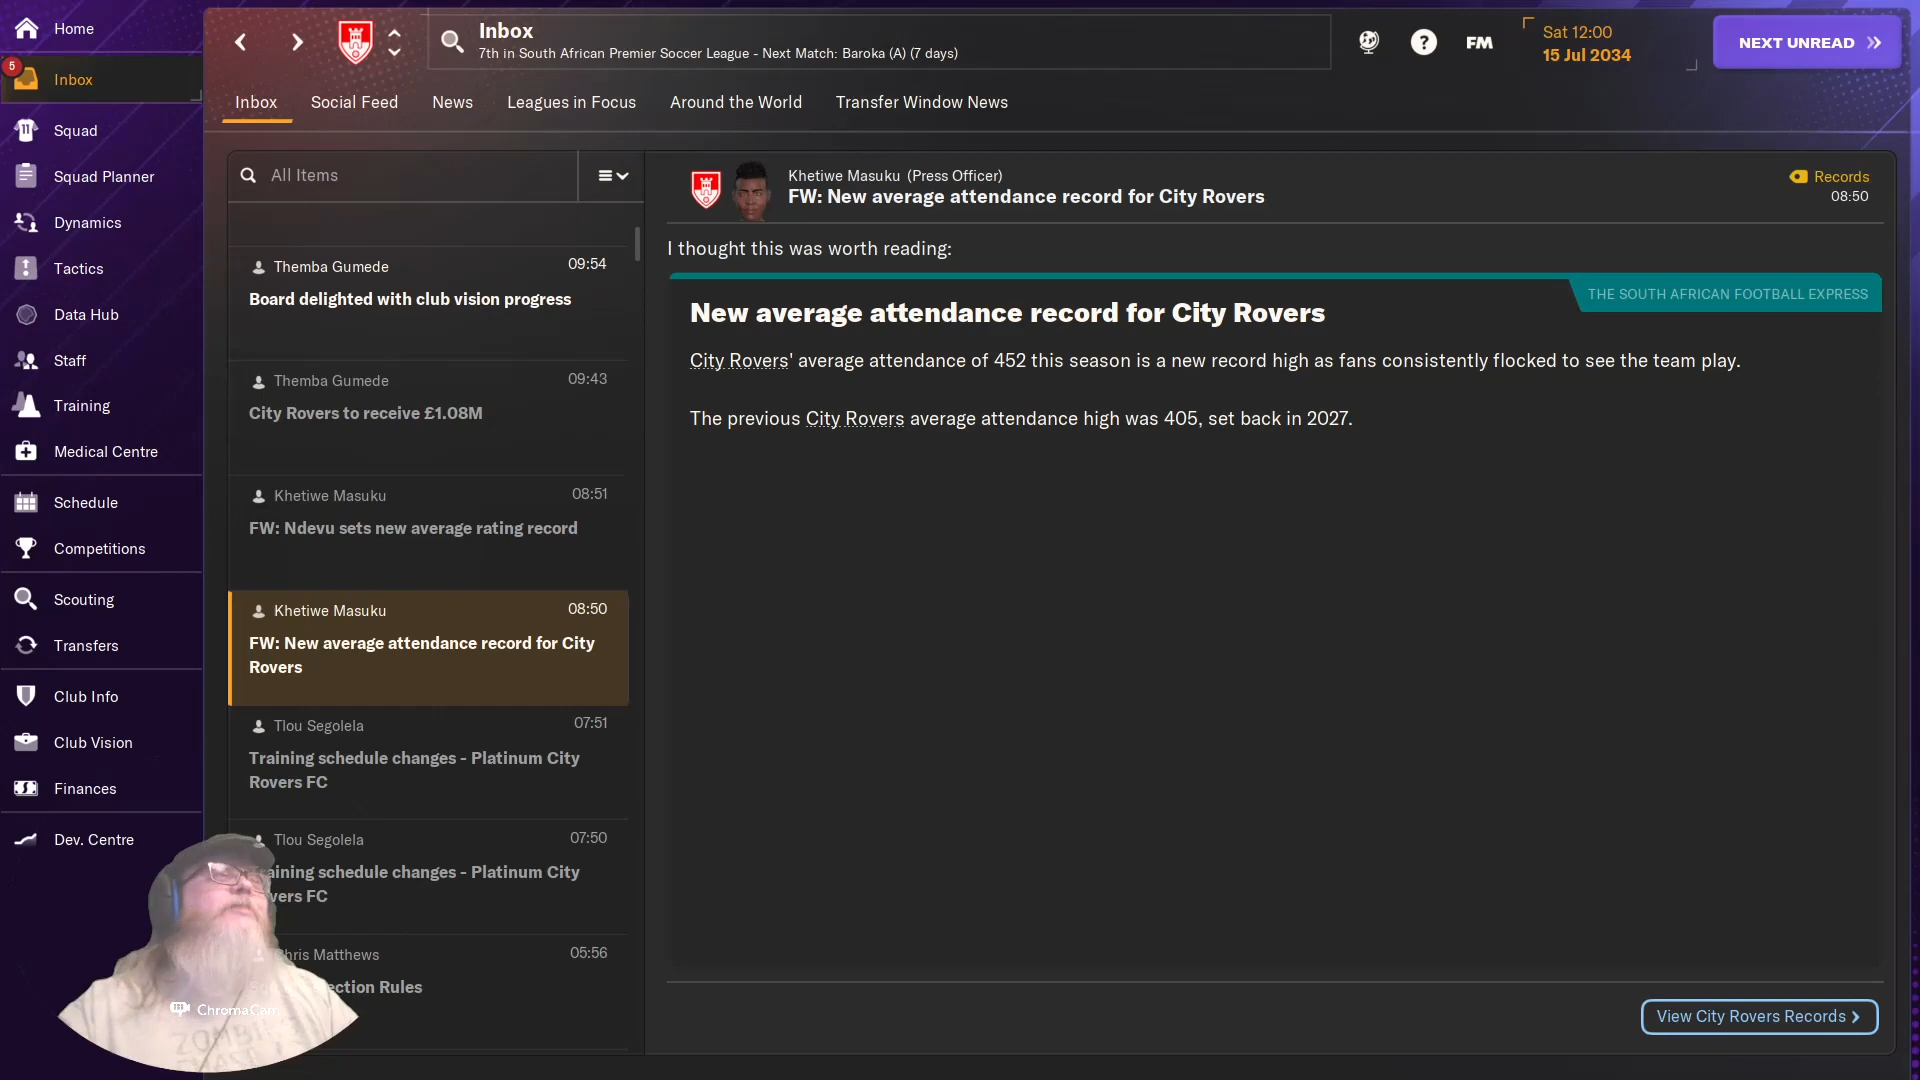 Home
5
Inbox
Squad
Squad Planner
Dynamics
Tactics
Data Hub
Staff
Training
Medical Centre
Schedule
Competitions
Scouting
Transfers
Club Info
Club Vision
Finances
Dev. Centre
Inbox
7th in South African Premier Soccer League - Next Match: Baroka (A) (7 days)
FM
Sat 12:00
15 Jul 2034
NEXT UNREAD
Inbox
Social Feed
News
Leagues in Focus
Around the World
Transfer Window News
All Items
Themba Gumede 09:54
Board delighted with club vision progress
Themba Gumede 09:43
City Rovers to receive £1.08M
Khetiwe Masuku 08:51
FW: Ndevu sets new average rating record
Khetiwe Masuku 08:50
FW: New average attendance record for City
Rovers
Tlou Segolela 07:51
Training schedule changes - Platinum City
Rovers FC
Tlou Segolela 07:50
aining schedule changes - Platinum City
vers FC
hris Matthews 05:56
ection Rules
ChromaCam
Khetiwe Masuku (Press Officer)
FW: New average attendance record for City Rovers
Records
08:50
I thought this was worth reading:
THE SOUTH AFRICAN FOOTBALL EXPRESS
New average attendance record for City Rovers
City Rovers' average attendance of 452 this season is a new record high as fans consistently flocked to see the team play.
The previous City Rovers average attendance high was 405, set back in 2027.
View City Rovers Records